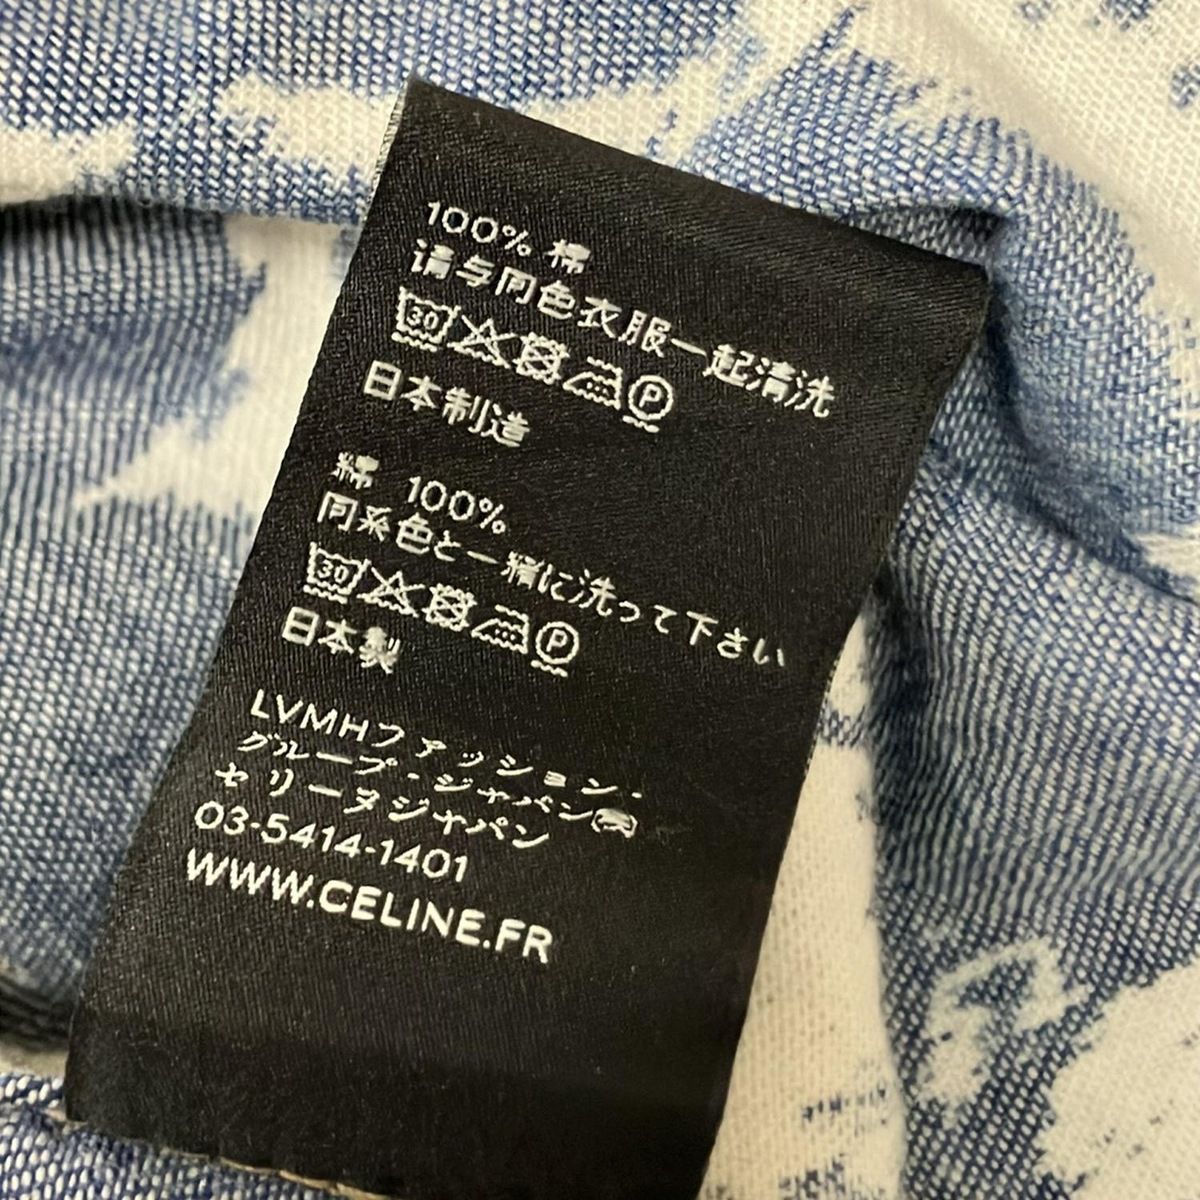 100% 棉
请与同色衣服一起清洗
30 P
日本制造
綿 100%
同系色と一緒に洗って下さい
30 P
日本製
LVMHファッション・
グループ・ジャパン㈱
セリーヌジャパン
03-5414-1401
WWW.CELINE.FR